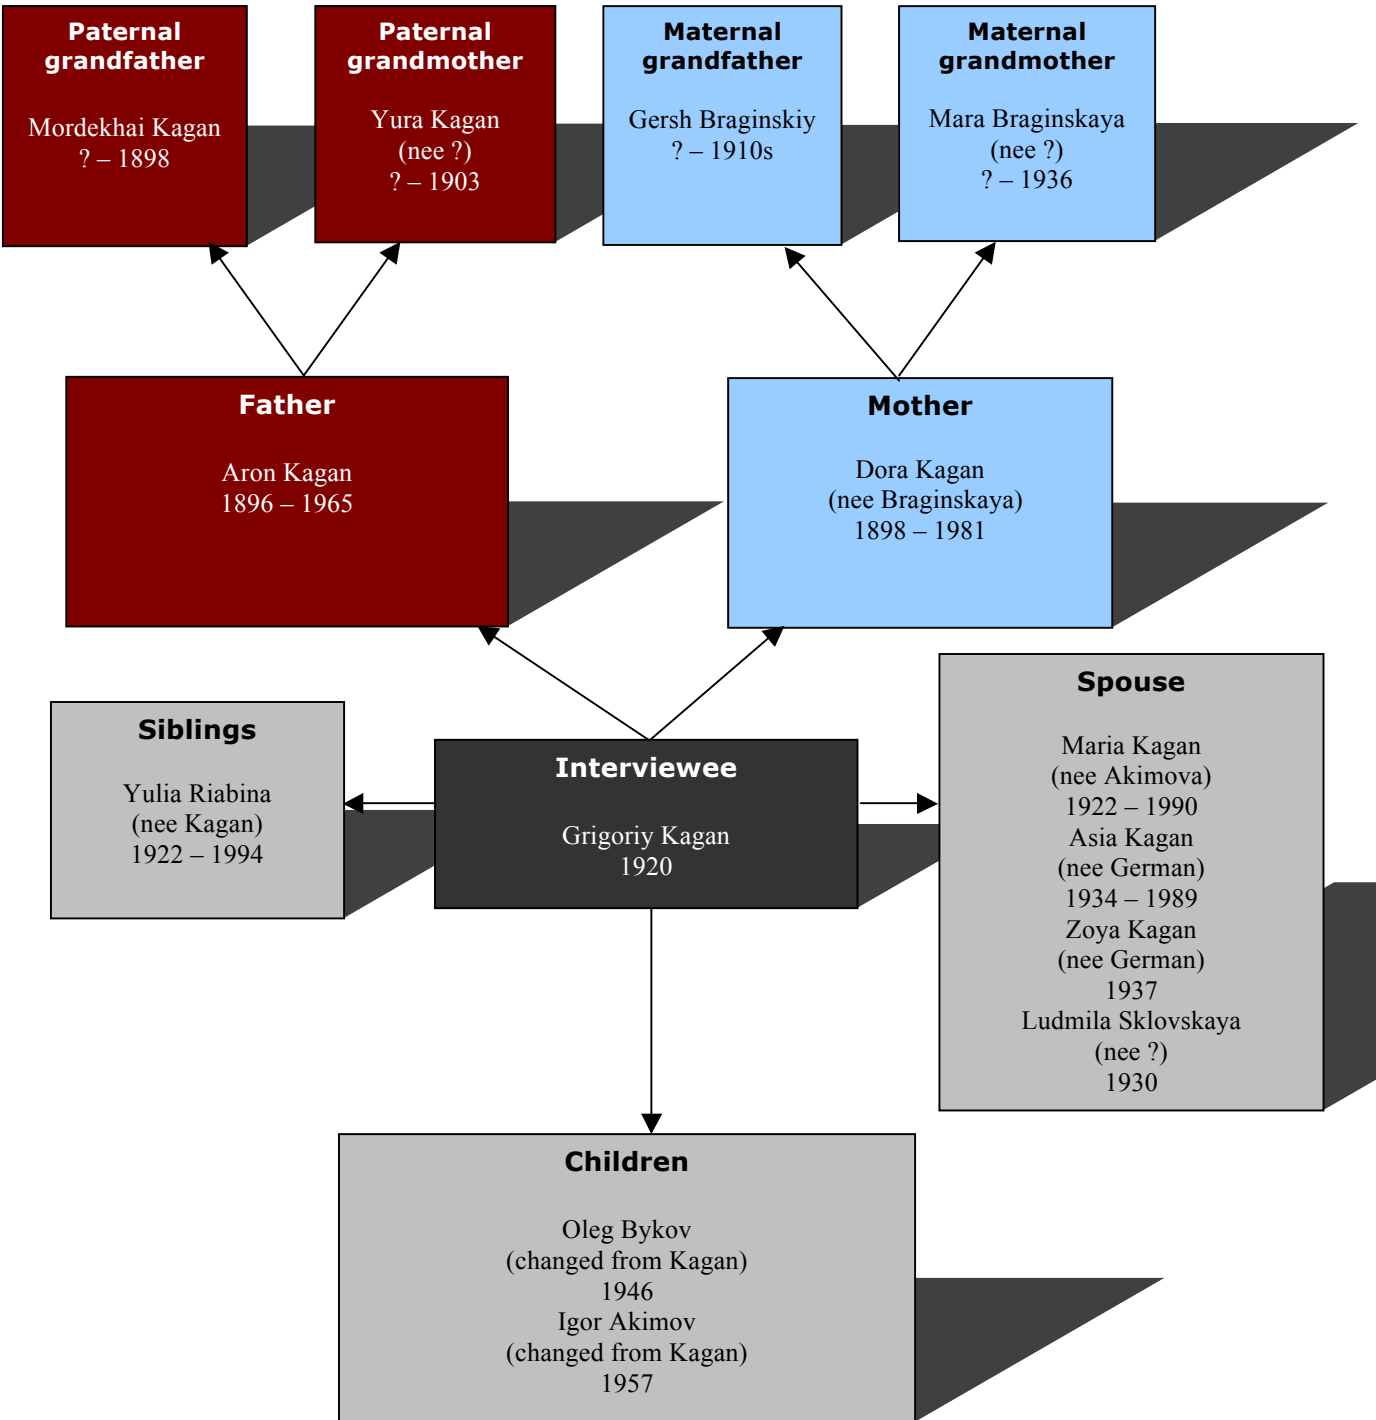 Paternal
grandfather
Mordekhai Kagan
? – 1898
Paternal
grandmother
Yura Kagan
(nee ?)
? – 1903
Maternal
grandfather
Gersh Braginskiy
? – 1910s
Maternal
grandmother
Mara Braginskaya
(nee ?)
? – 1936
Father
Aron Kagan
1896 – 1965
Mother
Dora Kagan
(nee Braginskaya)
1898 – 1981
Siblings
Yulia Riabina
(nee Kagan)
1922 – 1994
Interviewee
Grigoriy Kagan
1920
Spouse
Maria Kagan
(nee Akimova)
1922 – 1990
Asia Kagan
(nee German)
1934 – 1989
Zoya Kagan
(nee German)
1937
Ludmila Sklovskaya
(nee ?)
1930
Children
Oleg Bykov
(changed from Kagan)
1946
Igor Akimov
(changed from Kagan)
1957